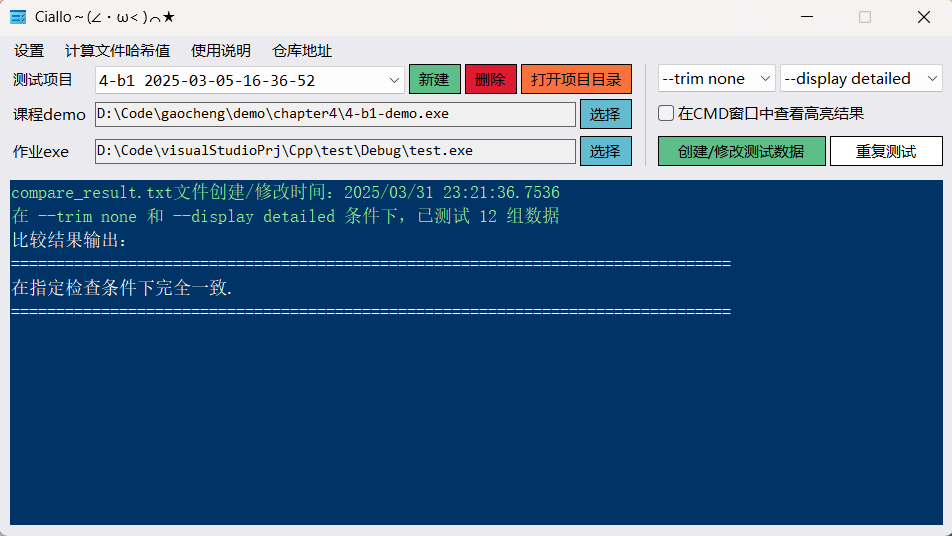 Ciallo～(∠・ω< )⌒★
设置 计算文件哈希值 使用说明 仓库地址
测试项目 4-b1 2025-03-05-16-36-52 新建 删除 打开项目目录 --trim none --display detailed
课程demo D:\Code\gaocheng\demo\chapter4\4-b1-demo.exe 选择 在CMD窗口中查看高亮结果
作业exe D:\Code\visualStudioPrj\Cpp\test\Debug\test.exe 选择 创建/修改测试数据 重复测试
compare_result.txt文件创建/修改时间：2025/03/31 23:21:36.7536
在 --trim none 和 --display detailed 条件下，已测试 12 组数据
比较结果输出：
================================================================================
在指定检查条件下完全一致.
================================================================================